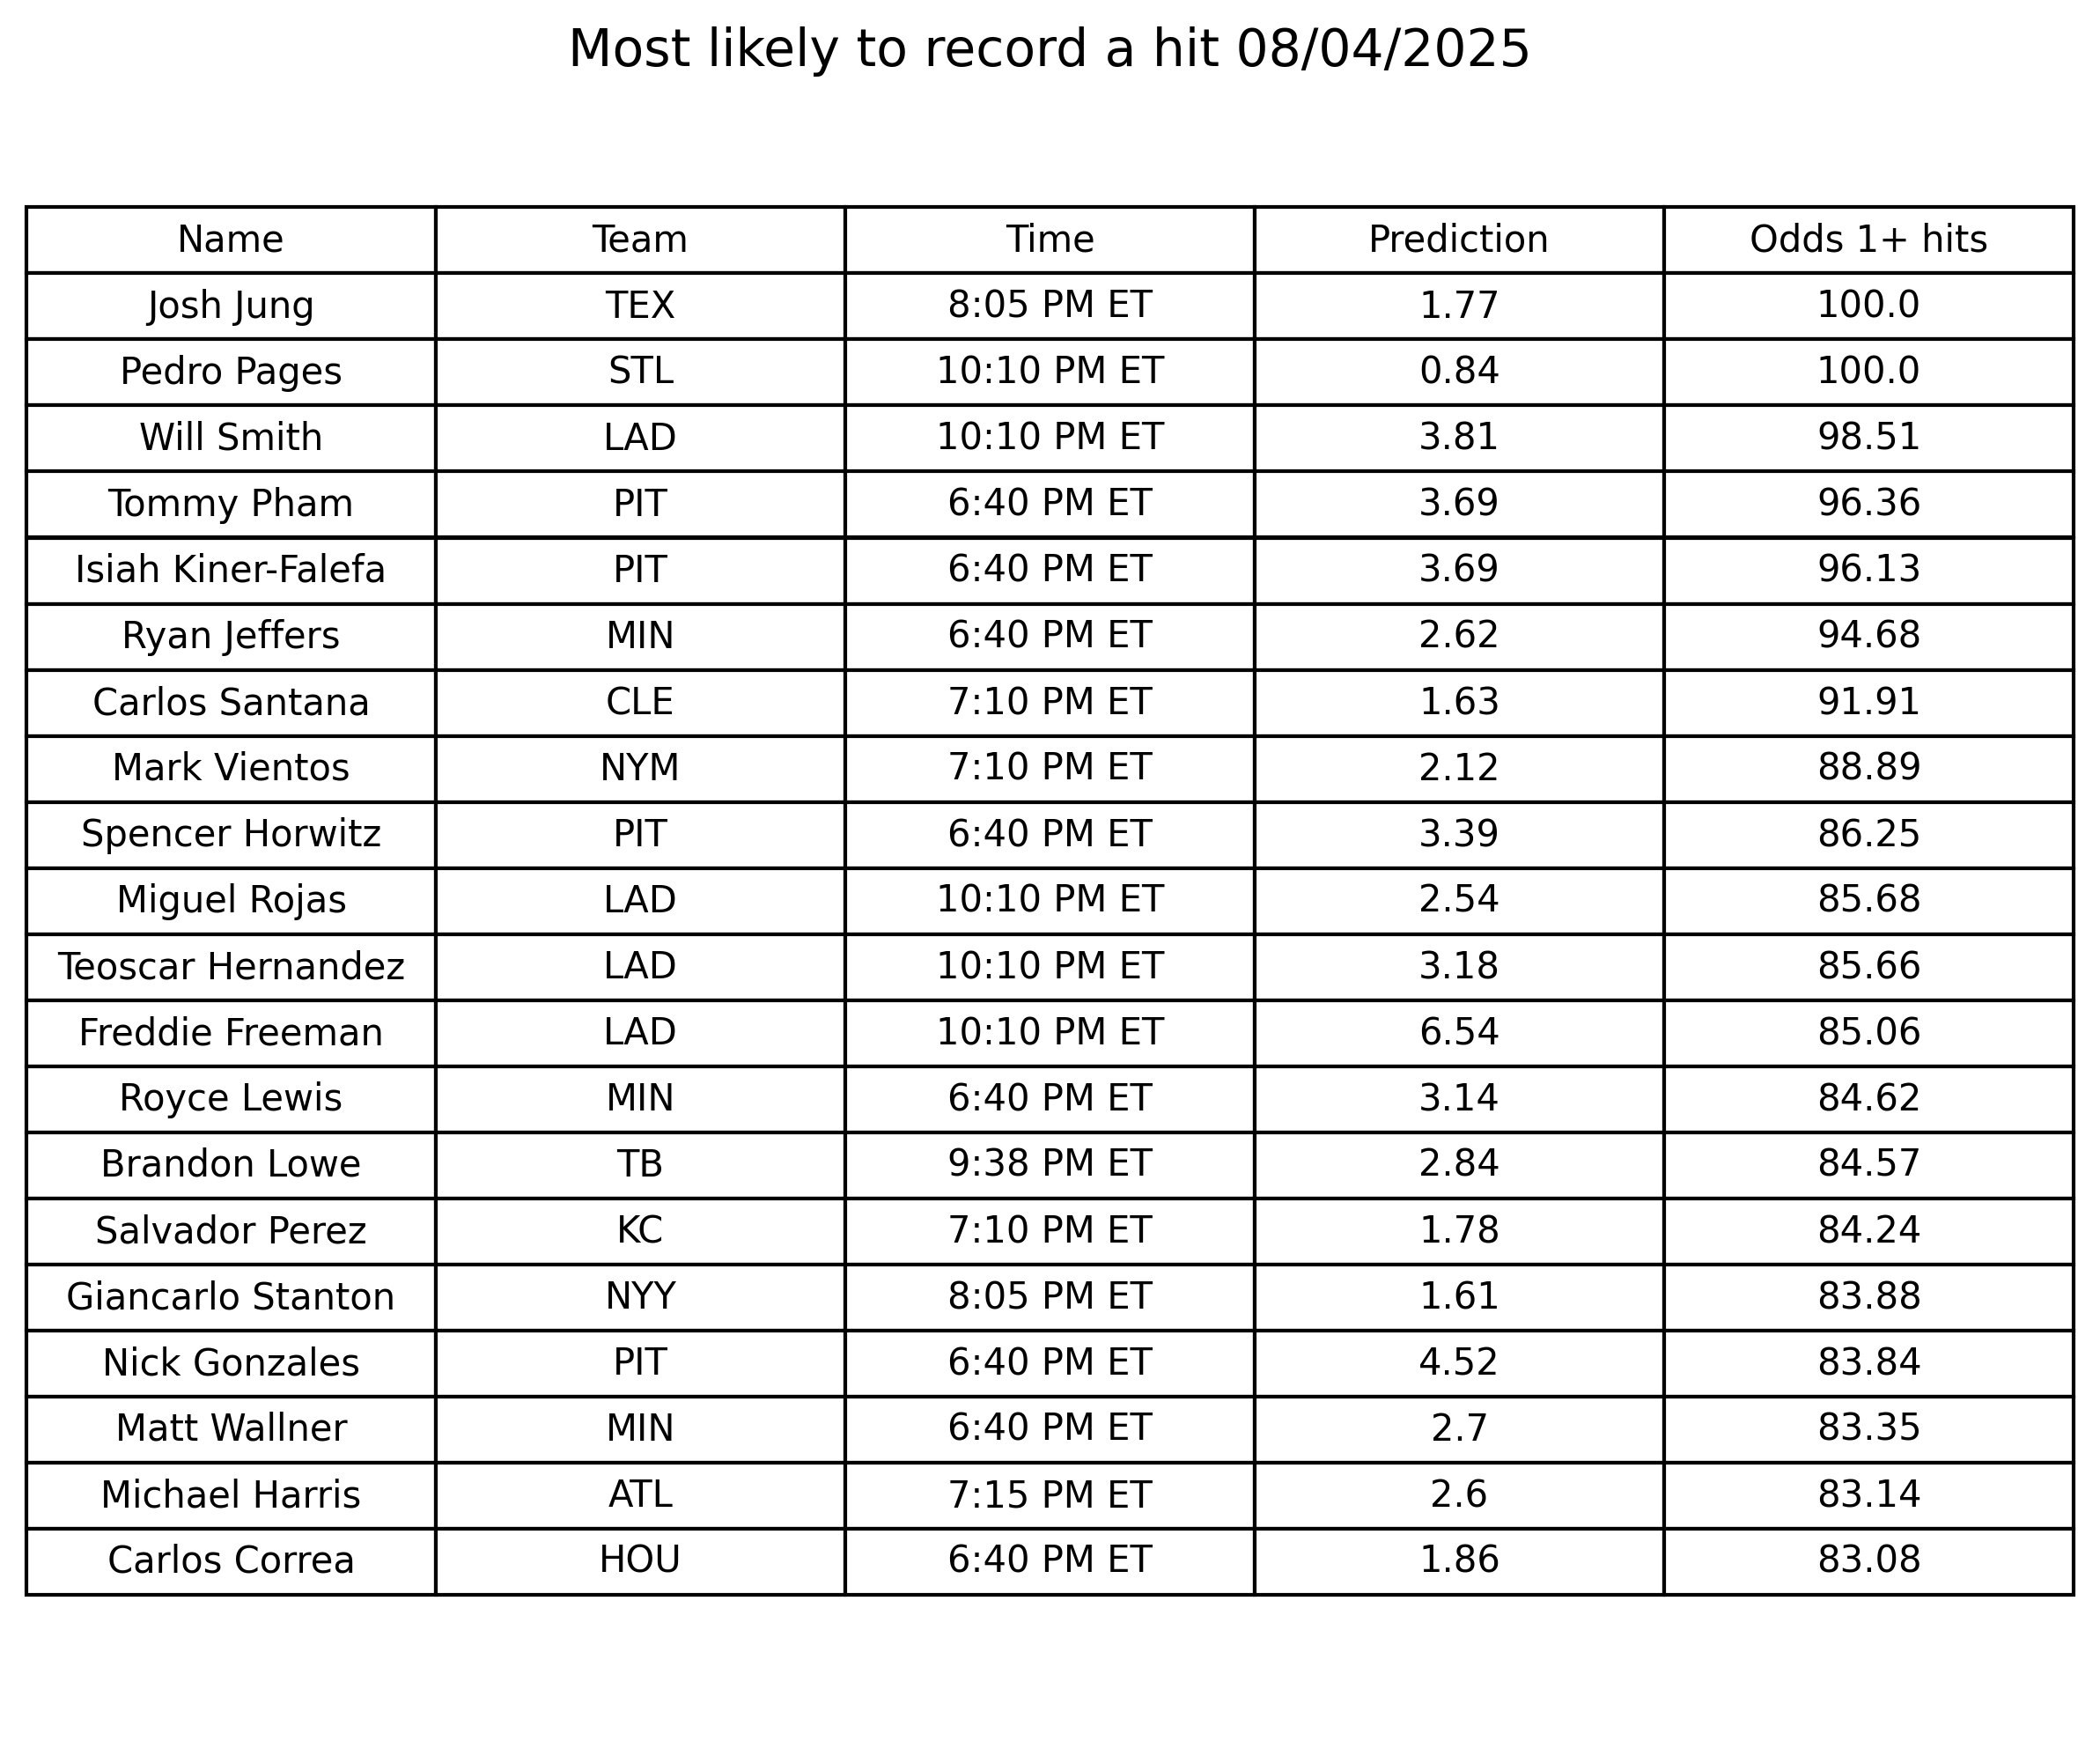 Most likely to record a hit 08/04/2025
Name Team Time Prediction Odds 1+ hits
Josh Jung TEX 8:05 PM ET 1.77 100.0
Pedro Pages STL 10:10 PM ET 0.84 100.0
Will Smith LAD 10:10 PM ET 3.81 98.51
Tommy Pham PIT 6:40 PM ET 3.69 96.36
Isiah Kiner-Falefa PIT 6:40 PM ET 3.69 96.13
Ryan Jeffers MIN 6:40 PM ET 2.62 94.68
Carlos Santana CLE 7:10 PM ET 1.63 91.91
Mark Vientos NYM 7:10 PM ET 2.12 88.89
Spencer Horwitz PIT 6:40 PM ET 3.39 86.25
Miguel Rojas LAD 10:10 PM ET 2.54 85.68
Teoscar Hernandez LAD 10:10 PM ET 3.18 85.66
Freddie Freeman LAD 10:10 PM ET 6.54 85.06
Royce Lewis MIN 6:40 PM ET 3.14 84.62
Brandon Lowe TB 9:38 PM ET 2.84 84.57
Salvador Perez KC 7:10 PM ET 1.78 84.24
Giancarlo Stanton NYY 8:05 PM ET 1.61 83.88
Nick Gonzales PIT 6:40 PM ET 4.52 83.84
Matt Wallner MIN 6:40 PM ET 2.7 83.35
Michael Harris ATL 7:15 PM ET 2.6 83.14
Carlos Correa HOU 6:40 PM ET 1.86 83.08